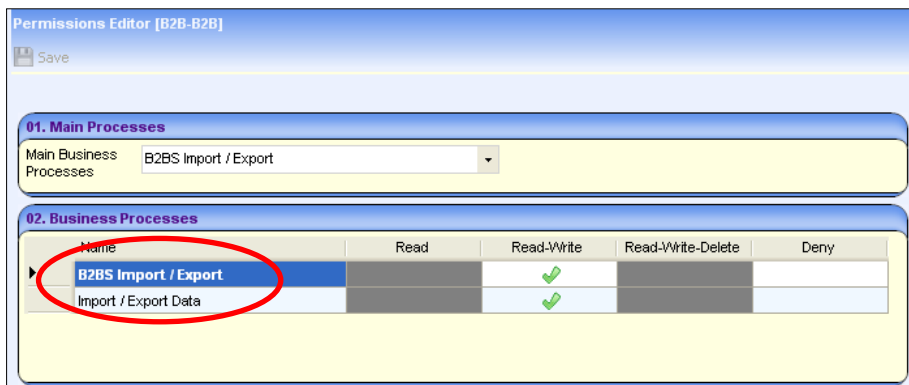 Permissions Editor [B2B-B2B]
Save
01. Main Processes
Main Business Processes B2BS Import / Export
02. Business Processes
Name Read Read-Write Read-Write-Delete Deny
B2BS Import / Export
Import / Export Data